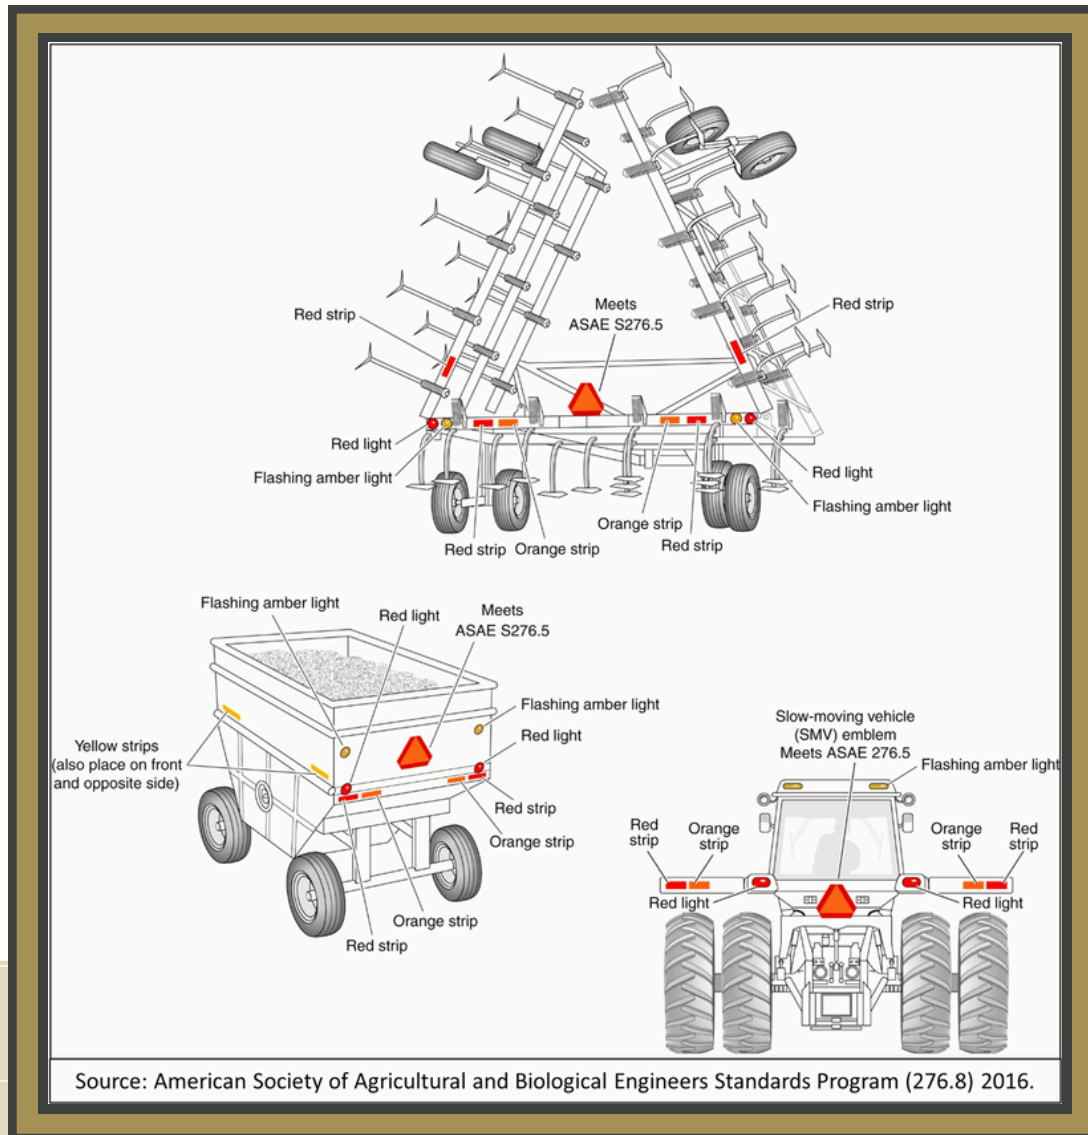 Meets
ASAE S276.5
Red strip
Red strip
Red light
Flashing amber light
Red light
Flashing amber light
Orange strip
Red strip
Orange strip
Red strip
Flashing amber light
Red light
Meets
ASAE S276.5
Flashing amber light
Red light
Yellow strips
(also place on front
and opposite side)
Red strip
Orange strip
Orange strip
Red strip
Slow-moving vehicle
(SMV) emblem
Meets ASAE 276.5
Flashing amber light
Red
strip
Orange
strip
Orange
strip
Red
strip
Red light
Red light
Source: American Society of Agricultural and Biological Engineers Standards Program (276.8) 2016.